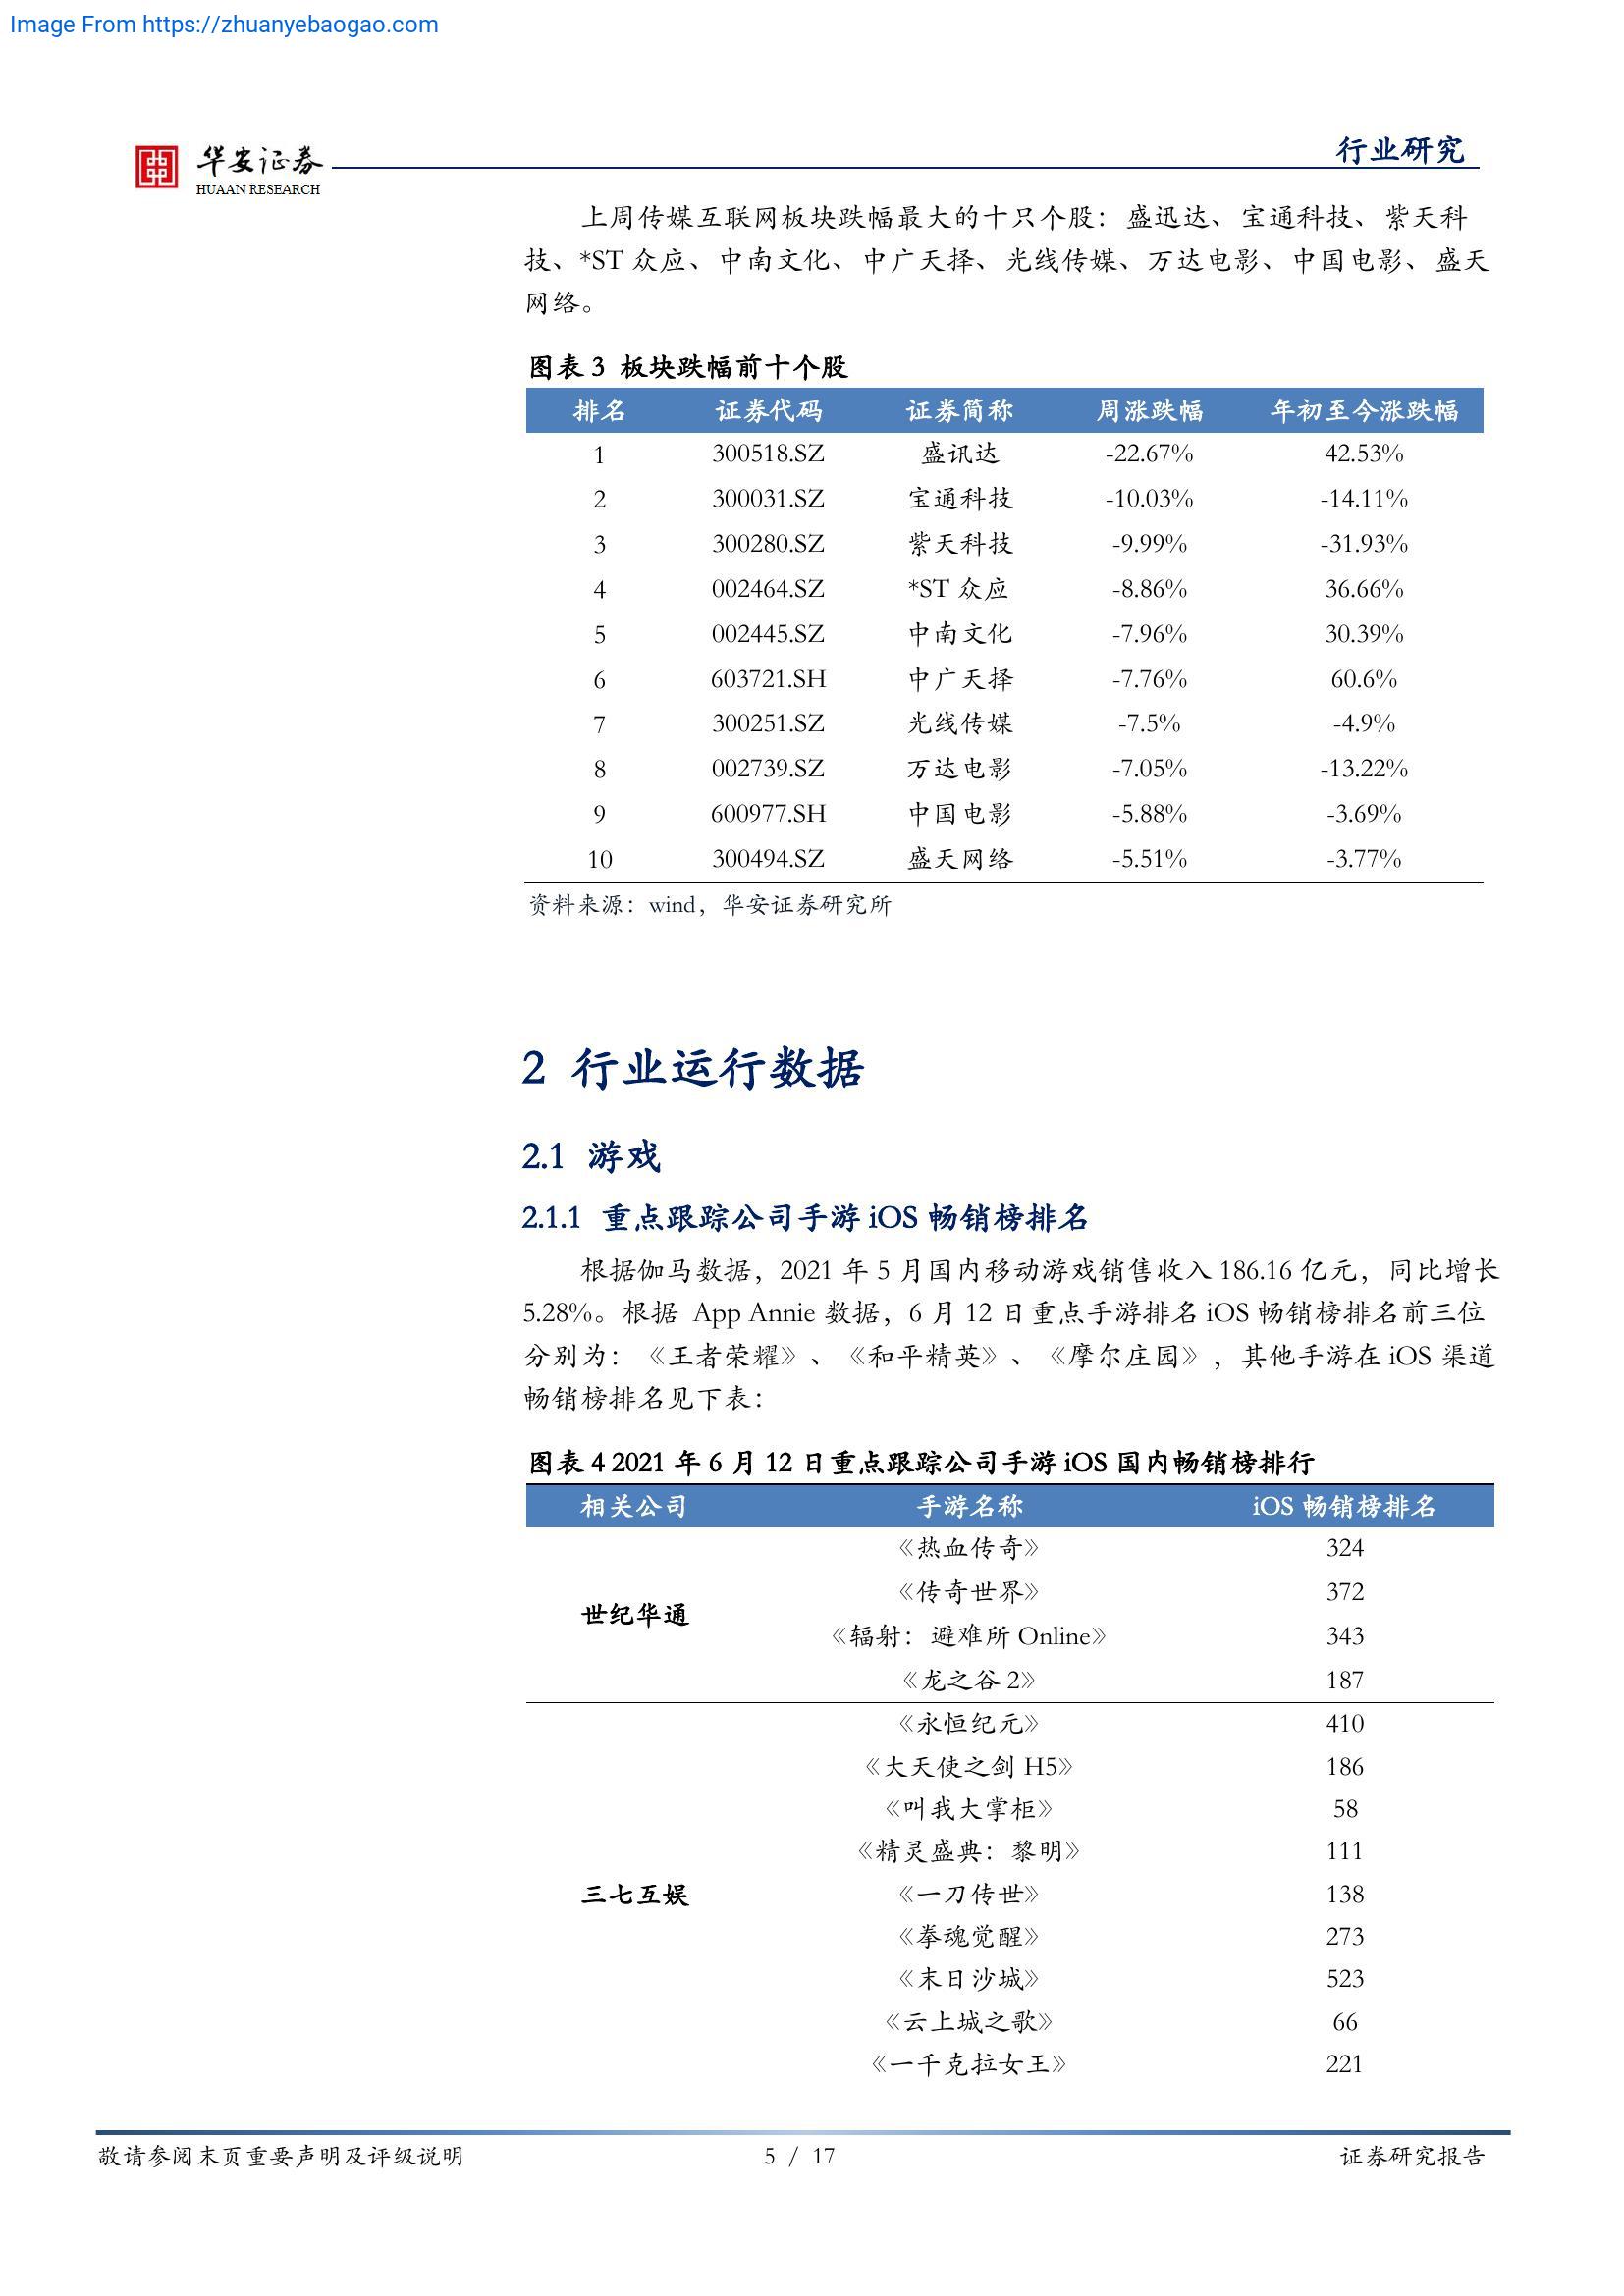 Image From https://zhuanyebaogao.com
华安证券
HUAAN RESEARCH
行业研究
上周传媒互联网板块跌幅最大的十只个股：盛迅达、宝通科技、紫天科
技、*ST 众应、中南文化、中广天择、光线传媒、万达电影、中国电影、盛天
网络。
图表 3 板块跌幅前十个股
排名 证券代码 证券简称 周涨跌幅 年初至今涨跌幅
1 300518.SZ 盛讯达 -22.67% 42.53%
2 300031.SZ 宝通科技 -10.03% -14.11%
3 300280.SZ 紫天科技 -9.99% -31.93%
4 002464.SZ *ST 众应 -8.86% 36.66%
5 002445.SZ 中南文化 -7.96% 30.39%
6 603721.SH 中广天择 -7.76% 60.6%
7 300251.SZ 光线传媒 -7.5% -4.9%
8 002739.SZ 万达电影 -7.05% -13.22%
9 600977.SH 中国电影 -5.88% -3.69%
10 300494.SZ 盛天网络 -5.51% -3.77%
资料来源：wind，华安证券研究所
2 行业运行数据
2.1 游戏
2.1.1 重点跟踪公司手游 iOS 畅销榜排名
根据伽马数据，2021 年 5 月国内移动游戏销售收入 186.16 亿元，同比增长
5.28%。根据 App Annie 数据，6 月 12 日重点手游排名 iOS 畅销榜排名前三位
分别为：《王者荣耀》、《和平精英》、《摩尔庄园》，其他手游在 iOS 渠道
畅销榜排名见下表：
图表 4 2021 年 6 月 12 日重点跟踪公司手游 iOS 国内畅销榜排行
相关公司 手游名称 iOS 畅销榜排名
《热血传奇》 324
《传奇世界》 372
世纪华通
《辐射：避难所 Online》 343
《龙之谷 2》 187
《永恒纪元》 410
《大天使之剑 H5》 186
《叫我大掌柜》 58
《精灵盛典：黎明》 111
三七互娱 《一刀传世》 138
《拳魂觉醒》 273
《末日沙城》 523
《云上城之歌》 66
《一千克拉女王》 221
敬请参阅末页重要声明及评级说明 5 / 17 证券研究报告